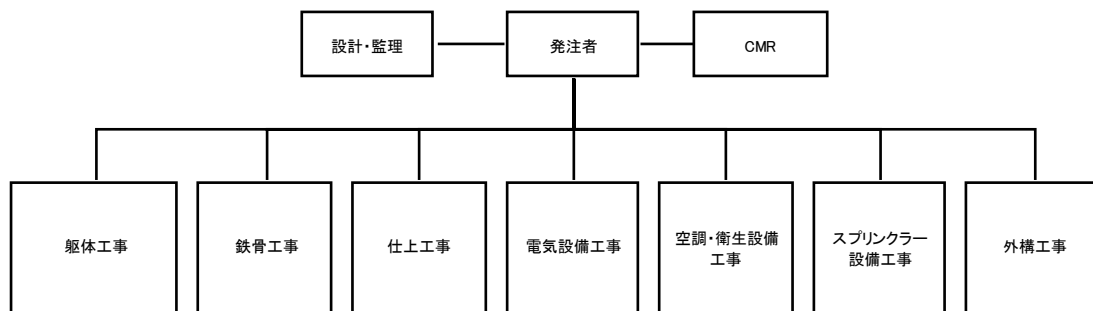 設計・監理
発注者
CMR
躯体工事
鉄骨工事
仕上工事
電気設備工事
空調・衛生設備
工事
スプリンクラー
設備工事
外構工事